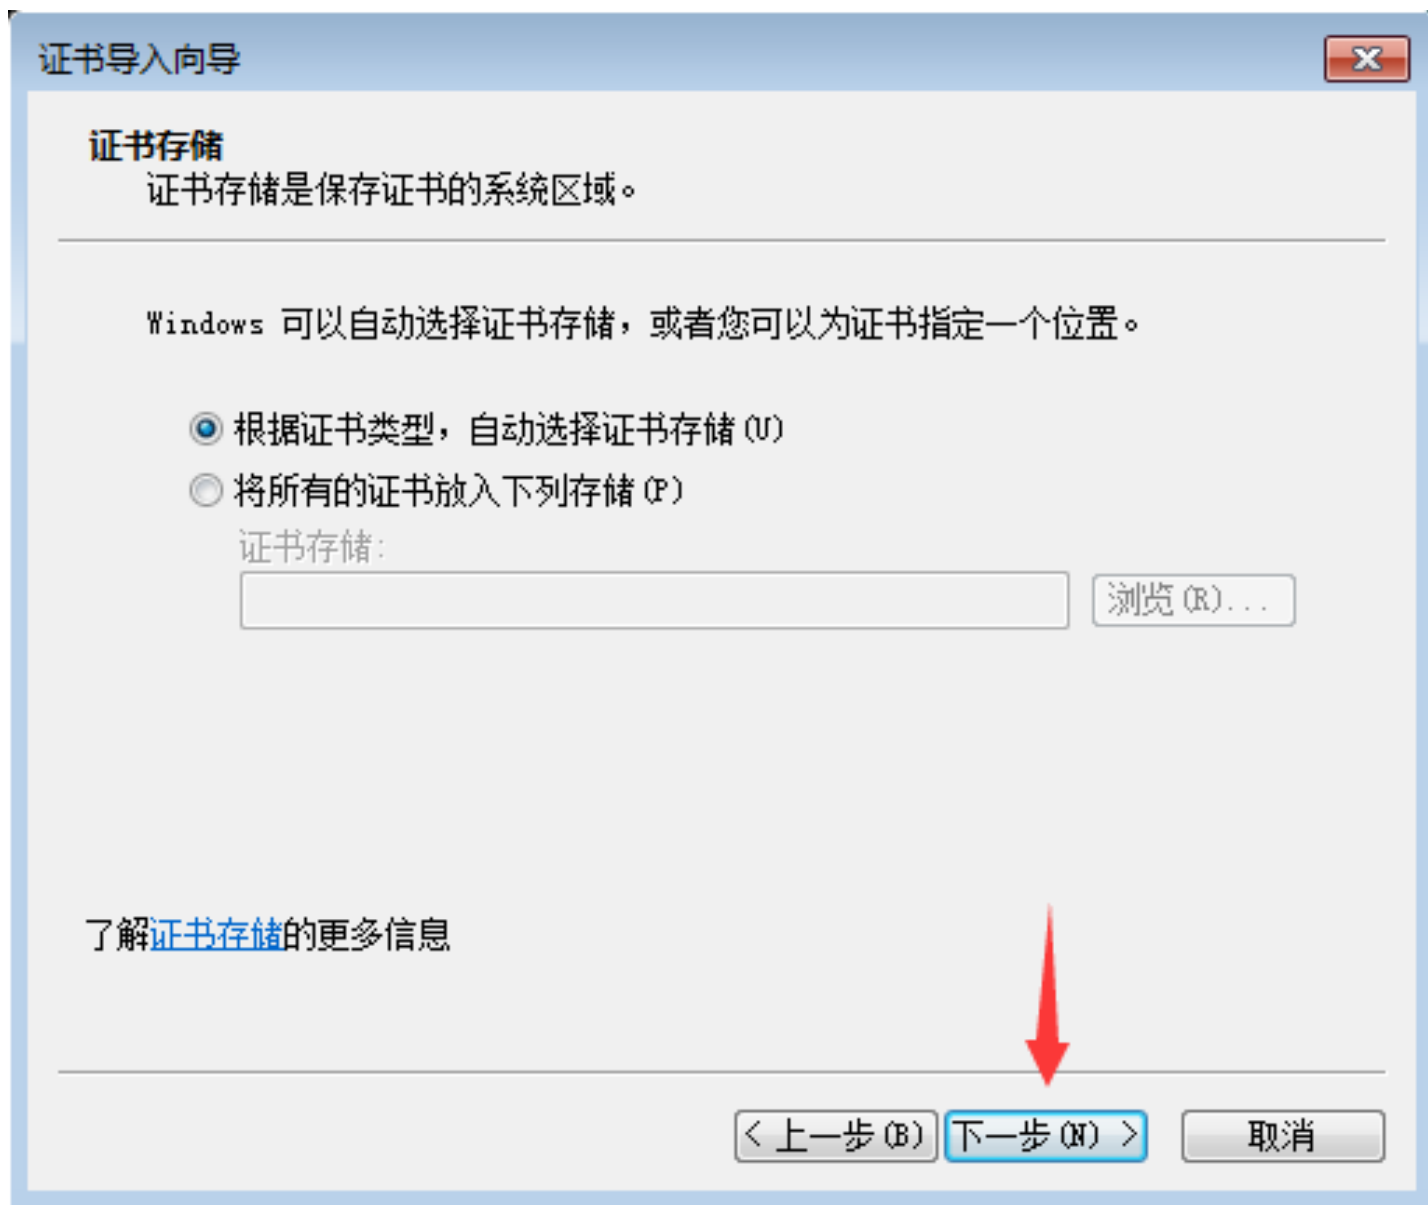 证书导入向导
证书存储
证书存储是保存证书的系统区域。
Windows 可以自动选择证书存储，或者您可以为证书指定一个位置。
根据证书类型，自动选择证书存储(U)
将所有的证书放入下列存储(P)
证书存储:
浏览(R)...
了解证书存储的更多信息
< 上一步(B)
下一步(N) >
取消